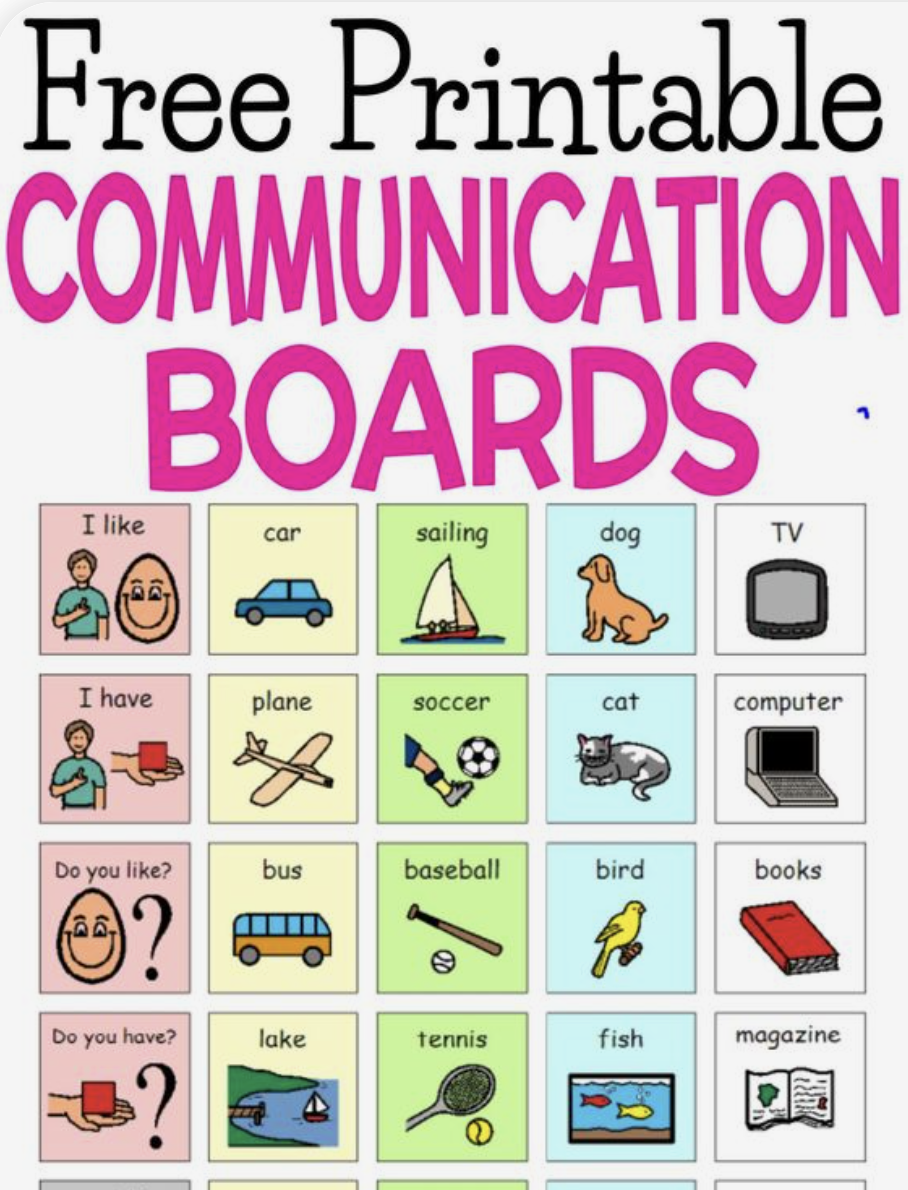 Free Printable
COMMUNICATION
BOARDS
I like car sailing dog TV
I have plane soccer cat computer
Do you like? bus baseball bird books
Do you have? lake tennis fish magazine